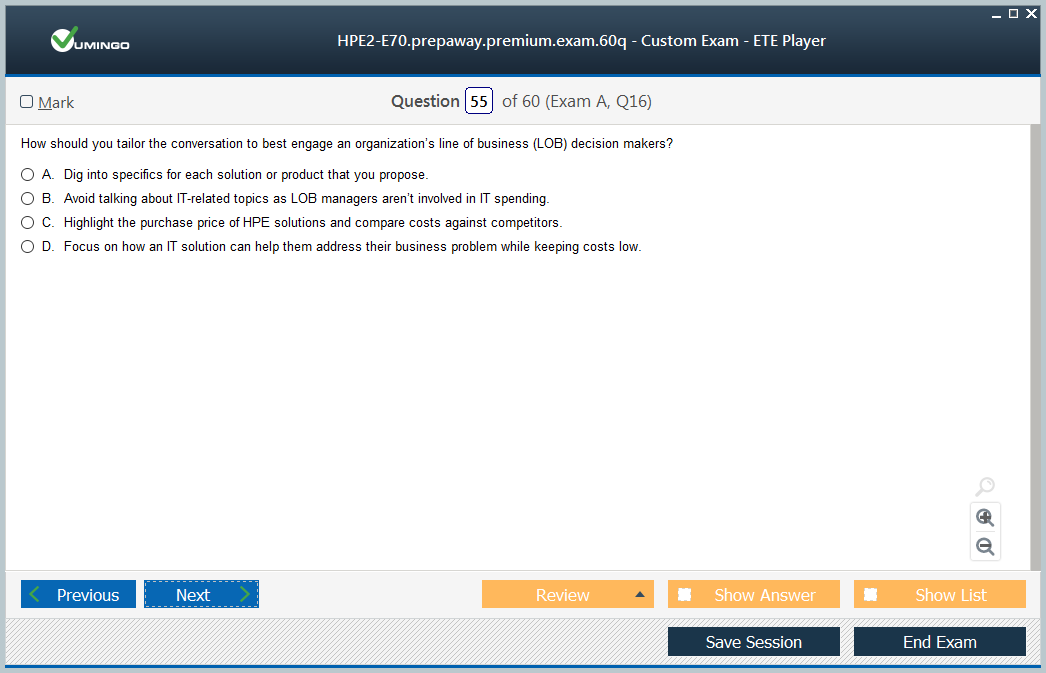 VUMINGO
HPE2-E70.prepaway.premium.exam.60q - Custom Exam - ETE Player
Mark
Question 55 of 60 (Exam A, Q16)
How should you tailor the conversation to best engage an organization's line of business (LOB) decision makers?
A. Dig into specifics for each solution or product that you propose.
B. Avoid talking about IT-related topics as LOB managers aren't involved in IT spending.
C. Highlight the purchase price of HPE solutions and compare costs against competitors.
D. Focus on how an IT solution can help them address their business problem while keeping costs low.
Previous Next Review Show Answer Show List
Save Session End Exam